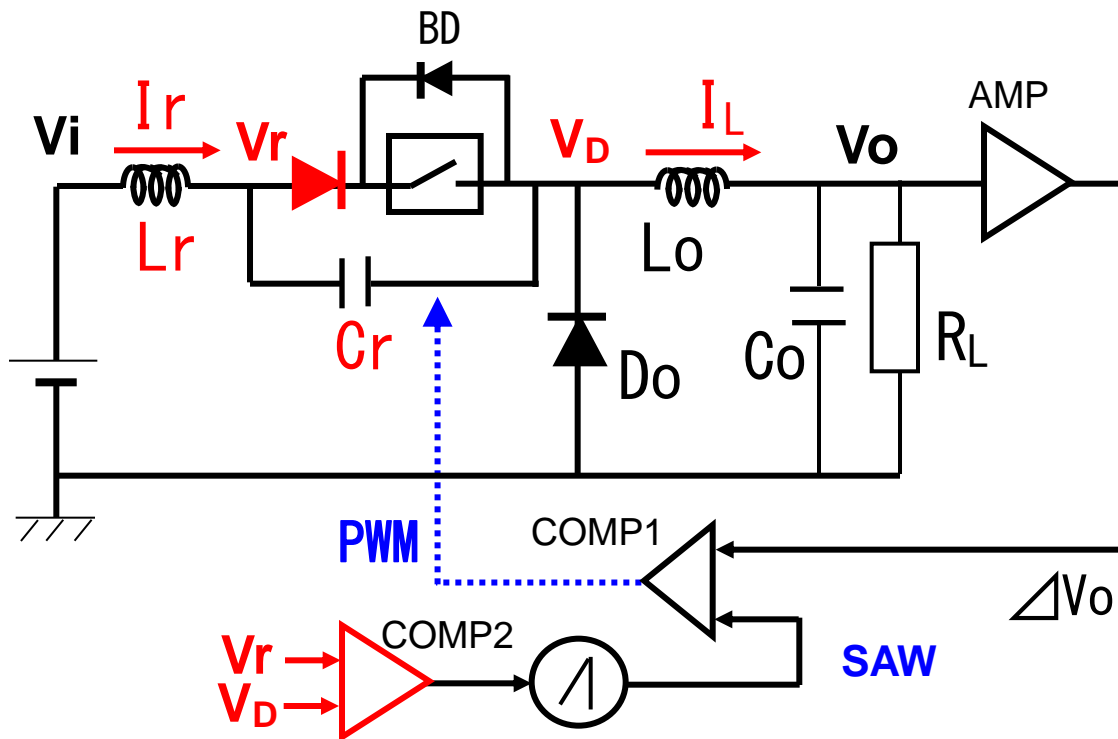 BD
AMP
Ir
IL
Vi
Vr
VD
Vo
Lr
Lo
Cr
Do
Co
RL
COMP1
PWM
⊿Vo
COMP2
Vr
SAW
VD